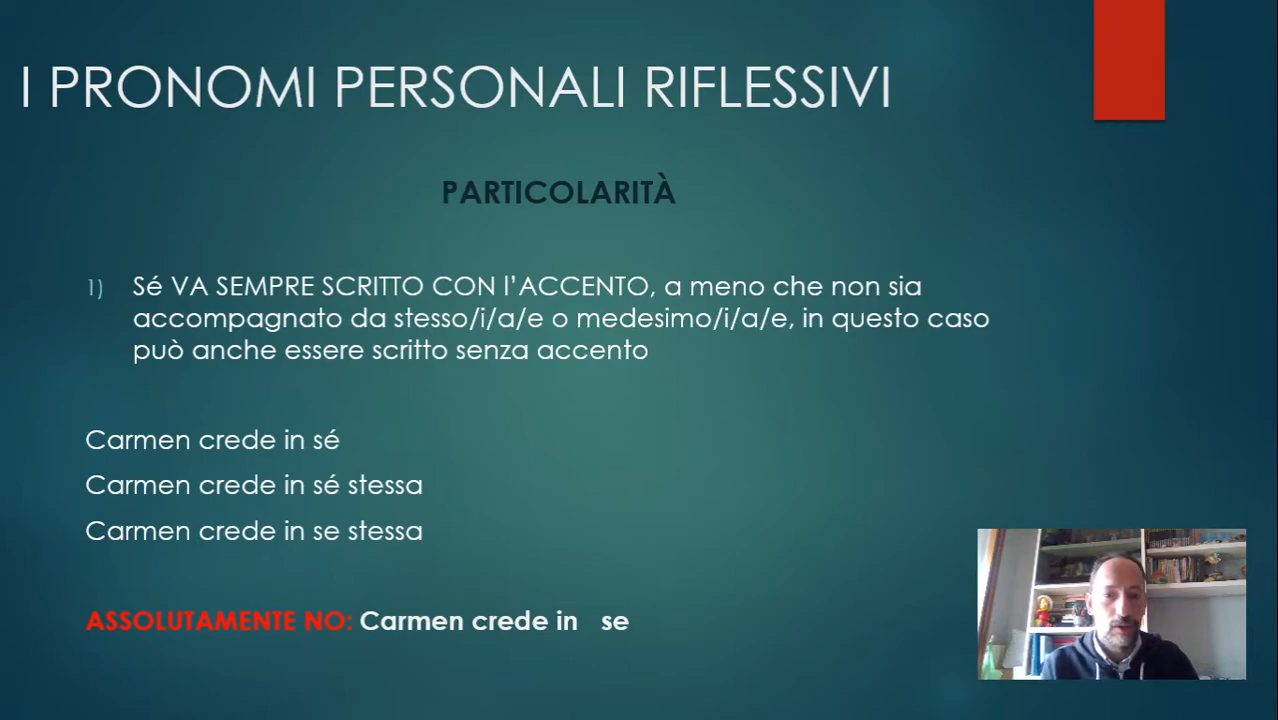 I PRONOMI PERSONALI RIFLESSIVI
PARTICOLARITÀ
1) Sé VA SEMPRE SCRITTO CON l’ACCENTO, a meno che non sia
accompagnato da stesso/i/a/e o medesimo/i/a/e, in questo caso
può anche essere scritto senza accento
Carmen crede in sé
Carmen crede in sé stessa
Carmen crede in se stessa
ASSOLUTAMENTE NO: Carmen crede in se